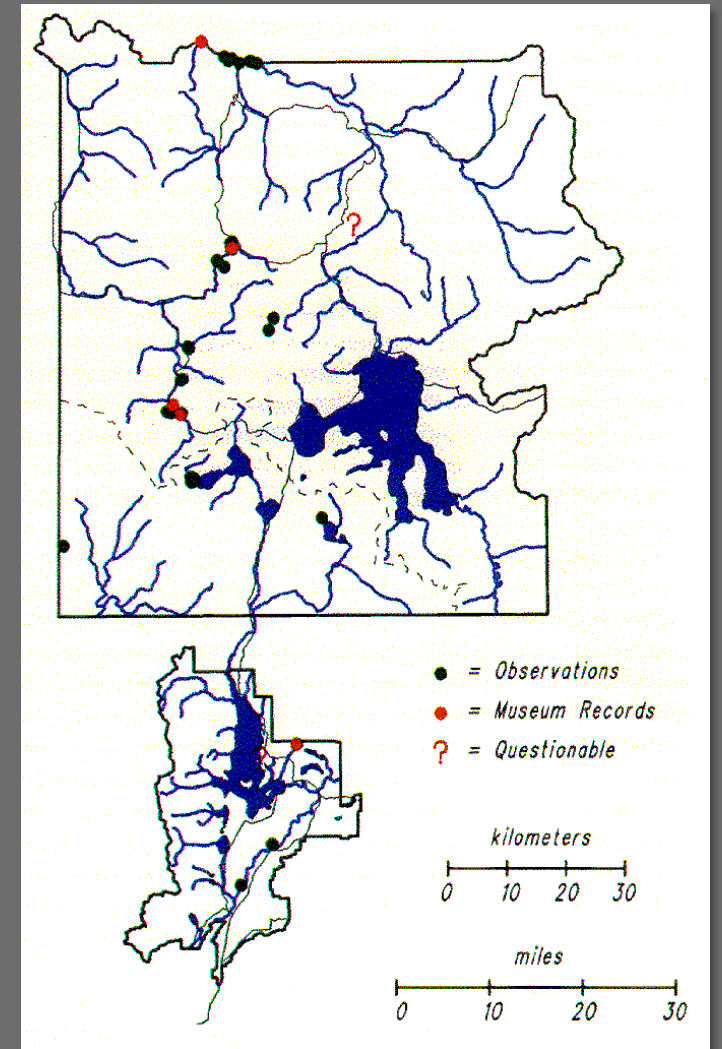 ?
= Observations
= Museum Records
? = Questionable
?
kilometers
0 10 20 30
miles
0 10 20 30